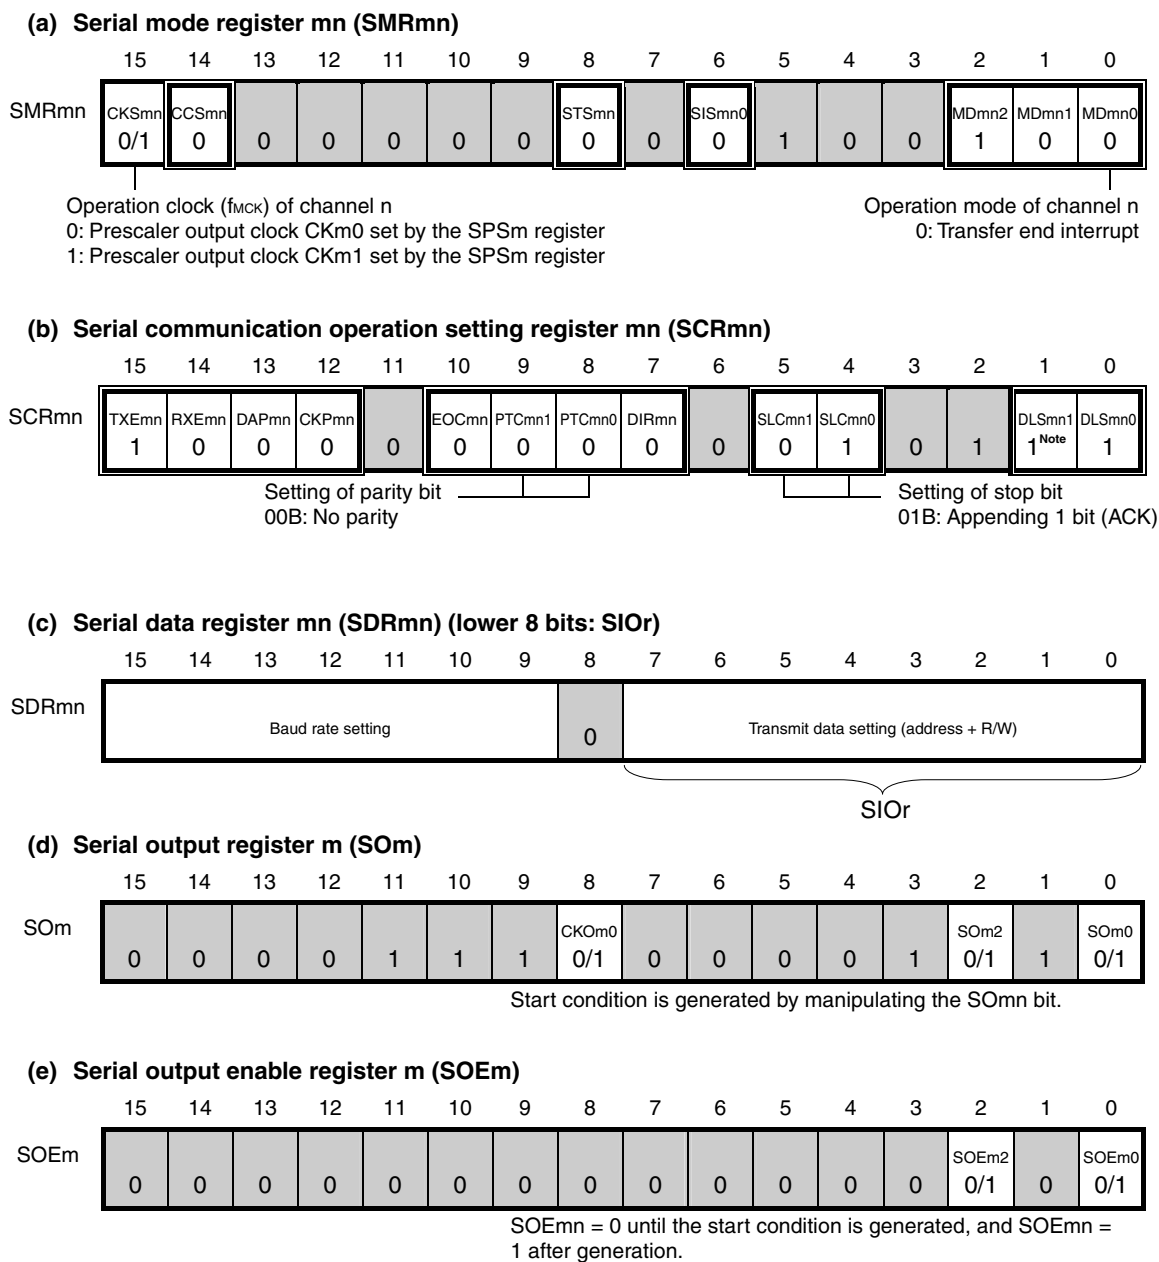 (a) Serial mode register mn (SMRmn)
15 14 13 12 11 10 9 8 7 6 5 4 3 2 1 0
SMRmn
CKSmn CCSmn STSmn SISmn0 MDmn2 MDmn1 MDmn0
0/1 0 0 0 0 0 0 0 0 0 1 0 0 1 0 0
Operation clock (fMCK) of channel n
0: Prescaler output clock CKm0 set by the SPSm register
1: Prescaler output clock CKm1 set by the SPSm register
Operation mode of channel n
0: Transfer end interrupt
(b) Serial communication operation setting register mn (SCRmn)
15 14 13 12 11 10 9 8 7 6 5 4 3 2 1 0
SCRmn
TXEmn RXEmn DAPmn CKPmn EOCmn PTCmn1 PTCmn0 DIRmn SLCmn1 SLCmn0 DLSmn1 DLSmn0
1 0 0 0 0 0 0 0 0 0 0 1 0 1 1 Note 1
Setting of parity bit
00B: No parity
Setting of stop bit
01B: Appending 1 bit (ACK)
(c) Serial data register mn (SDRmn) (lower 8 bits: SIOr)
15 14 13 12 11 10 9 8 7 6 5 4 3 2 1 0
SDRmn
Baud rate setting 0 Transmit data setting (address + R/W)
SIOr
(d) Serial output register m (SOm)
15 14 13 12 11 10 9 8 7 6 5 4 3 2 1 0
SOm
CKOm0 SOm2 SOm0
0 0 0 0 1 1 1 0/1 0 0 0 0 1 0/1 1 0/1
Start condition is generated by manipulating the SOmn bit.
(e) Serial output enable register m (SOEm)
15 14 13 12 11 10 9 8 7 6 5 4 3 2 1 0
SOEm
SOEm2 SOEm0
0 0 0 0 0 0 0 0 0 0 0 0 0 0/1 0 0/1
SOEmn = 0 until the start condition is generated, and SOEmn =
1 after generation.